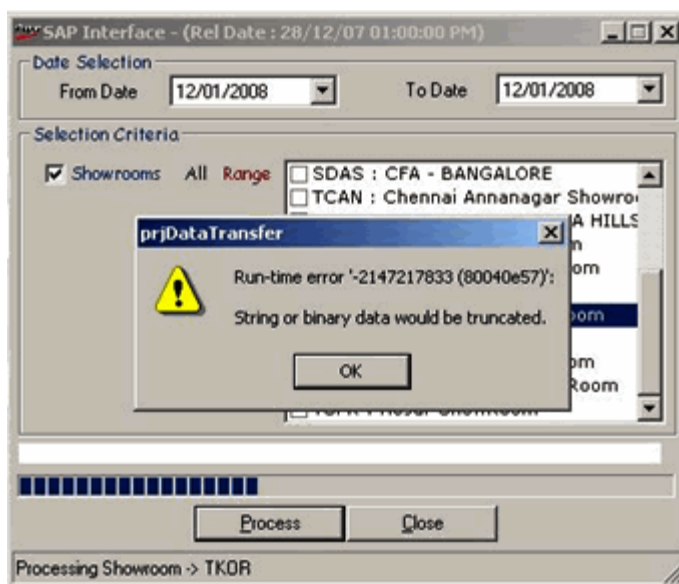 SAP Interface - (Rel Date : 28/12/07 01:00:00 PM)
Date Selection
From Date 12/01/2008 To Date 12/01/2008
Selection Criteria
Showrooms All Range
SDAS : CFA - BANGALORE
TCAN : Chennai Annanagar Showro
HILLS
prjDataTransfer
Run-time error '-2147217833 (80040e57)':
String or binary data would be truncated.
OK
Room
ShowRoom
Process Close
Processing Showroom -> TKOR